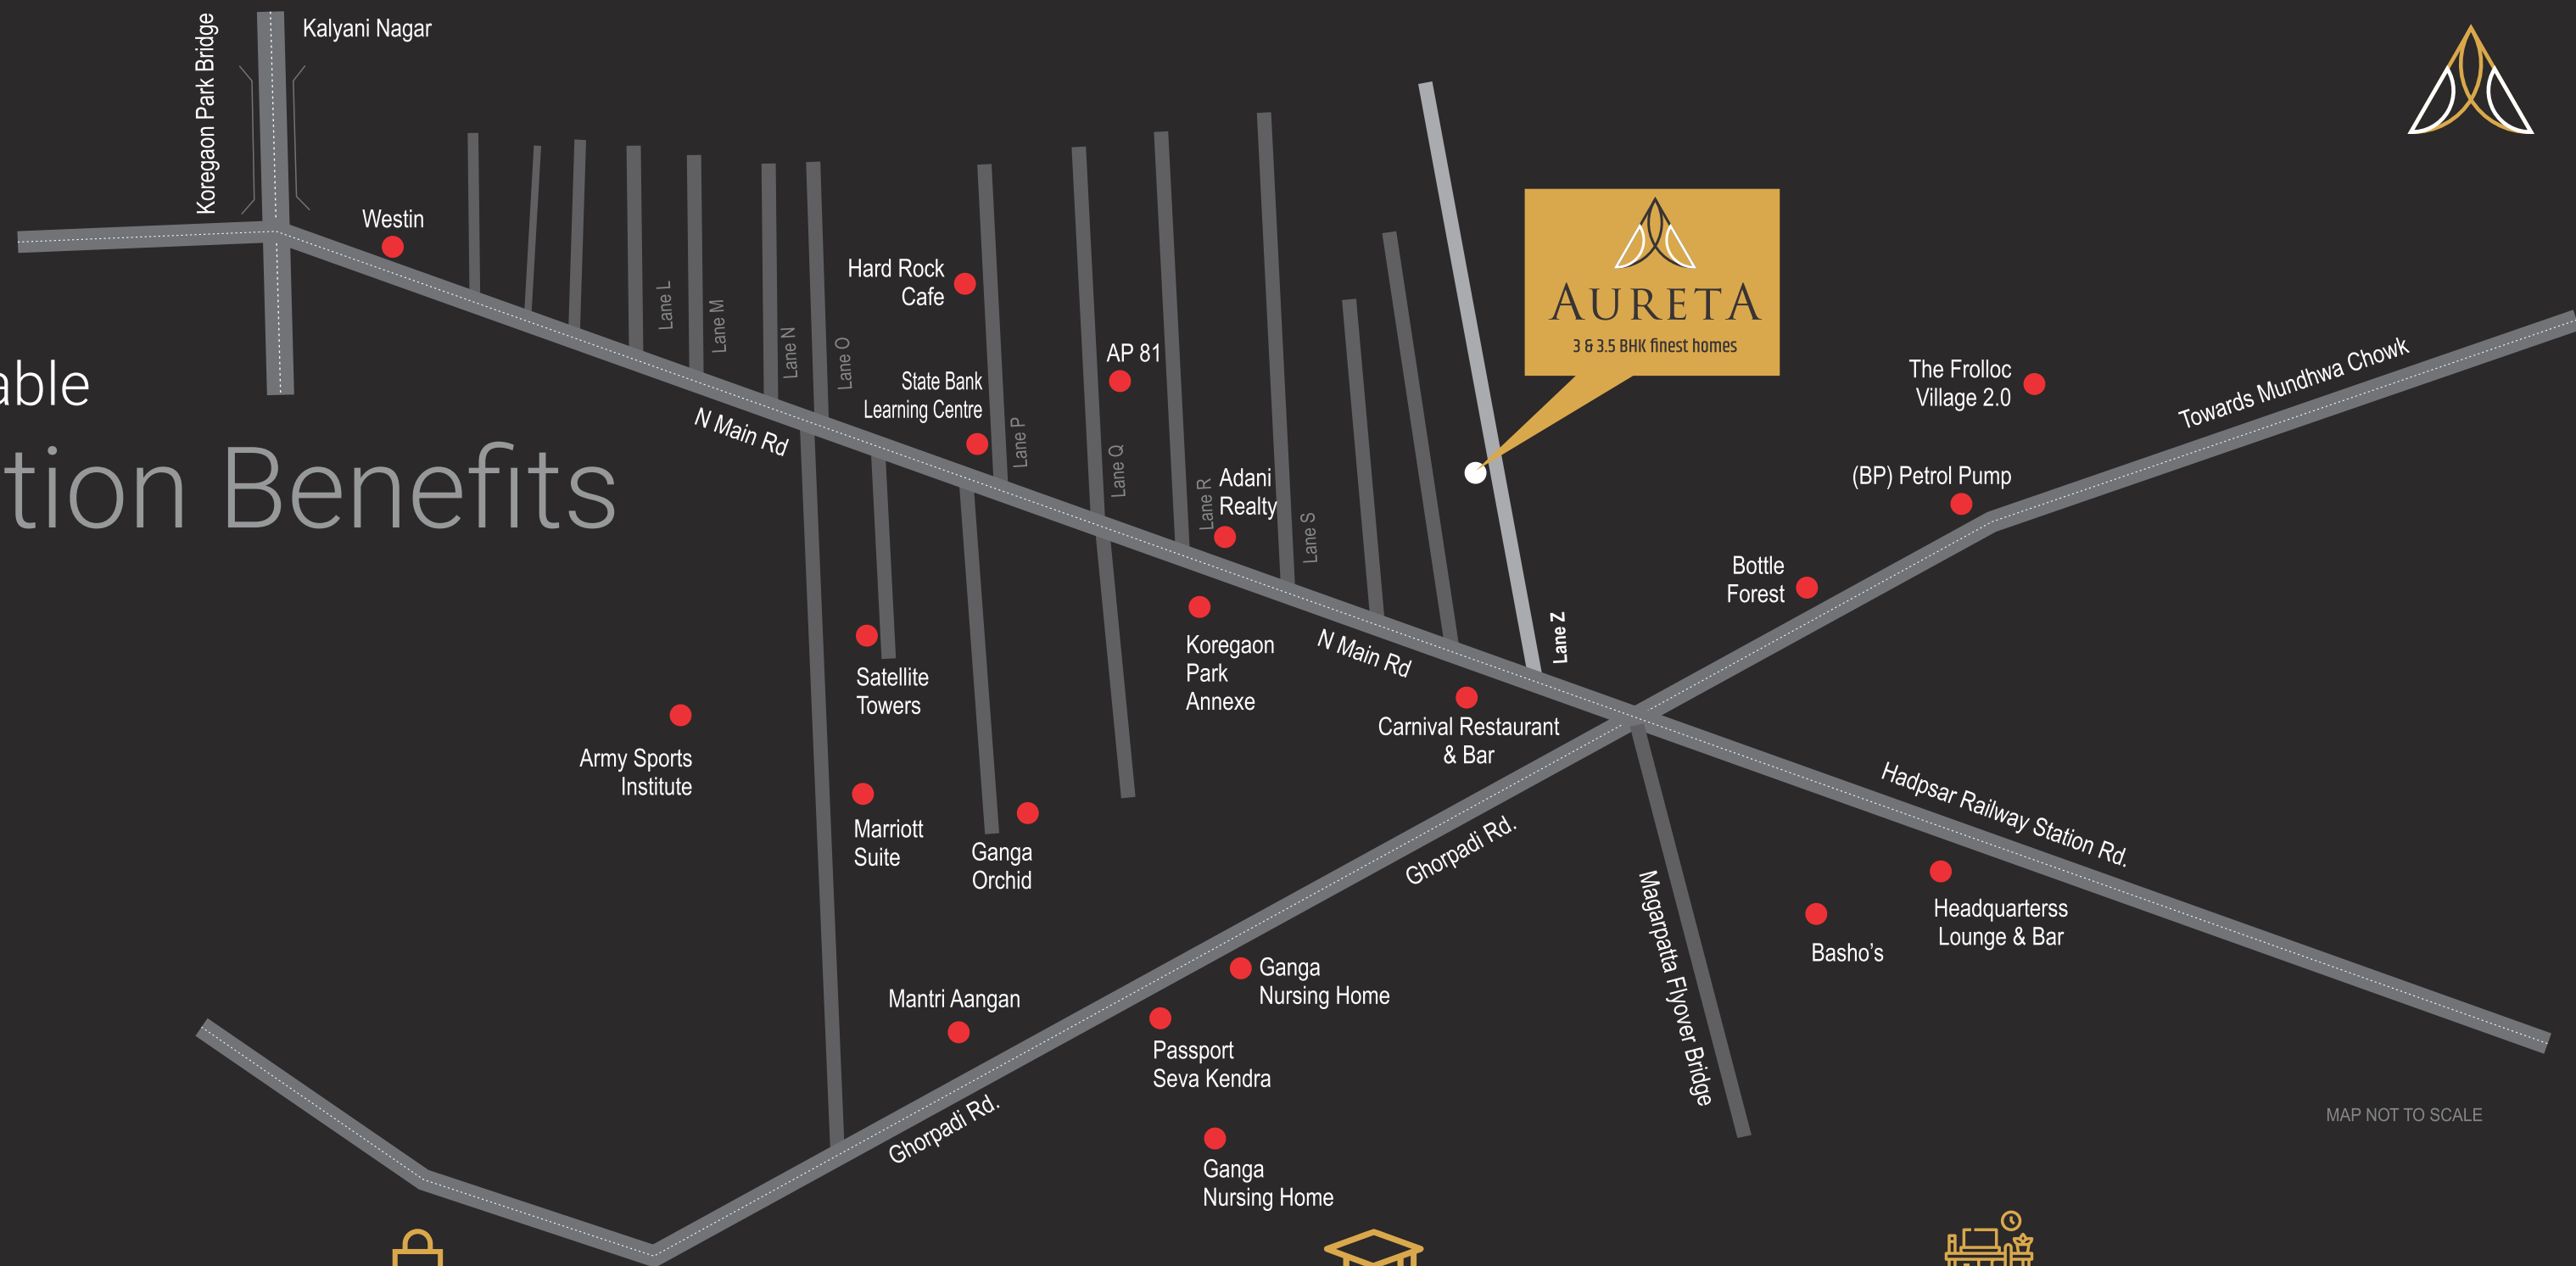 Koregaon Park Bridge
Kalyani Nagar
Westin
able
tion Benefits
Lane L
Lane M
Lane N
Lane O
N Main Rd
Hard Rock
Cafe
State Bank
Learning Centre
Lane P
AP 81
Lane Q
Lane R
Adani
Realty
Lane S
AURETA
3 & 3.5 BHK finest homes
Lane Z
The Frolloc
Village 2.0
Towards Mundhwa Chowk
(BP) Petrol Pump
Bottle
Forest
Koregaon
Park
Annexe
N Main Rd
Carnival Restaurant
& Bar
Satellite
Towers
Army Sports
Institute
Marriott
Suite
Ganga
Orchid
Ghorpadi Rd.
Hadpsar Railway Station Rd.
Magarpatta Flyover Bridge
Headquarterss
Lounge & Bar
Basho's
Mantri Aangan
Ganga
Nursing Home
Passport
Seva Kendra
Ghorpadi Rd.
Ganga
Nursing Home
MAP NOT TO SCALE